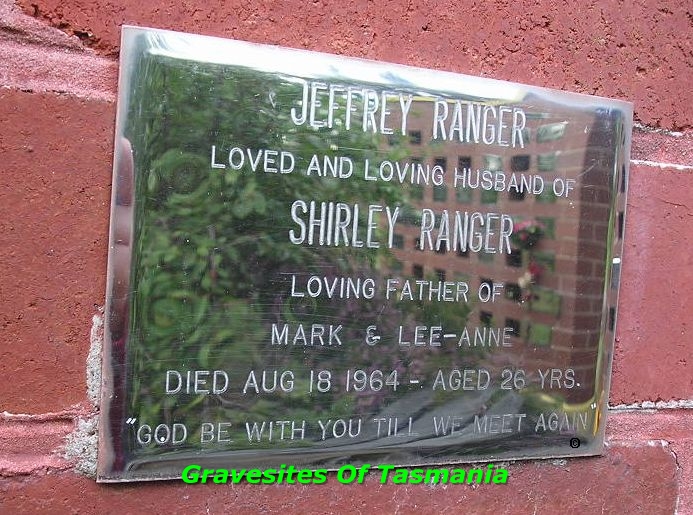 JEFFREY RANGER
LOVED AND LOVING HUSBAND OF
SHIRLEY RANGER
LOVING FATHER OF
MARK & LEE-ANNE
DIED AUG 18 1964 - AGED 26 YRS.
"GOD BE WITH YOU TILL WE MEET AGAIN"
©
Gravesites Of Tasmania